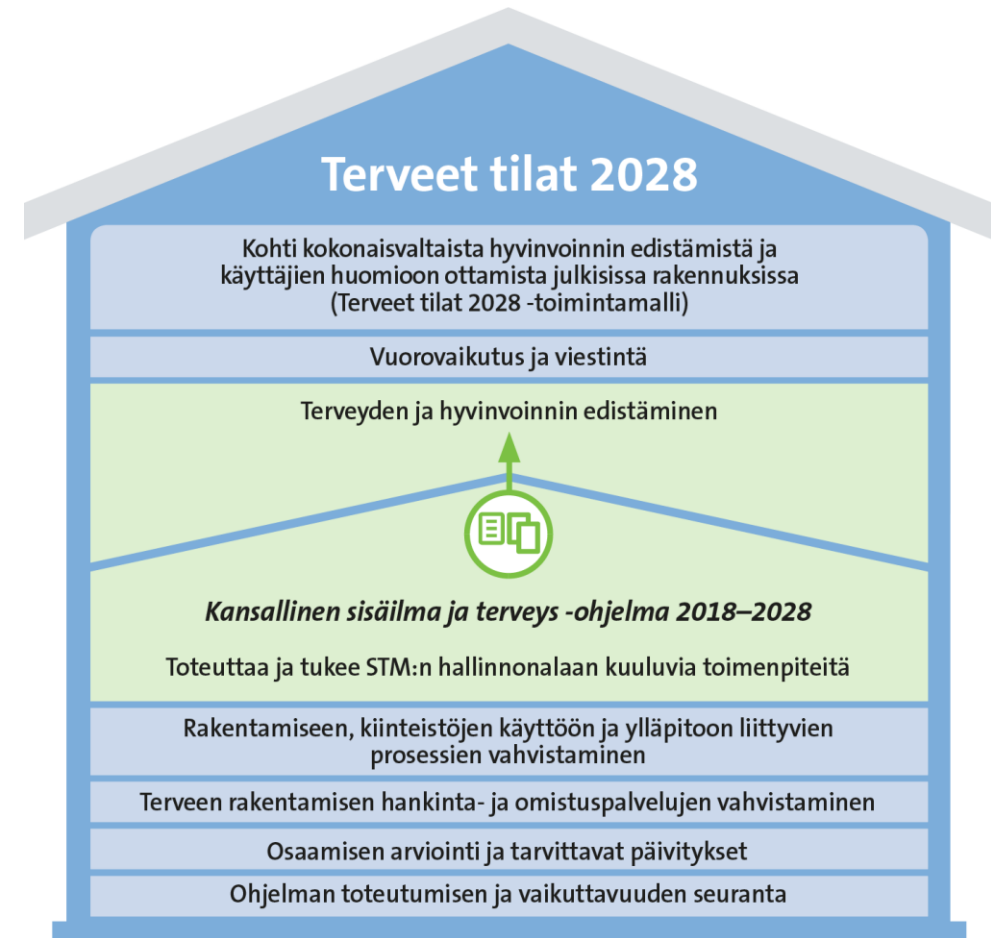 Terveet tilat 2028
Kohti kokonaisvaltaista hyvinvoinnin edistämistä ja
käyttäjien huomioon ottamista julkisissa rakennuksissa
(Terveet tilat 2028 -toimintamalli)
Vuorovaikutus ja viestintä
Terveyden ja hyvinvoinnin edistäminen
Kansallinen sisäilma ja terveys -ohjelma 2018–2028
Toteuttaa ja tukee STM:n hallinnonalaan kuuluvia toimenpiteitä
Rakentamiseen, kiinteistöjen käyttöön ja ylläpitoon liittyvien
prosessien vahvistaminen
Terveen rakentamisen hankinta- ja omistuspalvelujen vahvistaminen
Osaamisen arviointi ja tarvittavat päivitykset
Ohjelman toteutumisen ja vaikuttavuuden seuranta